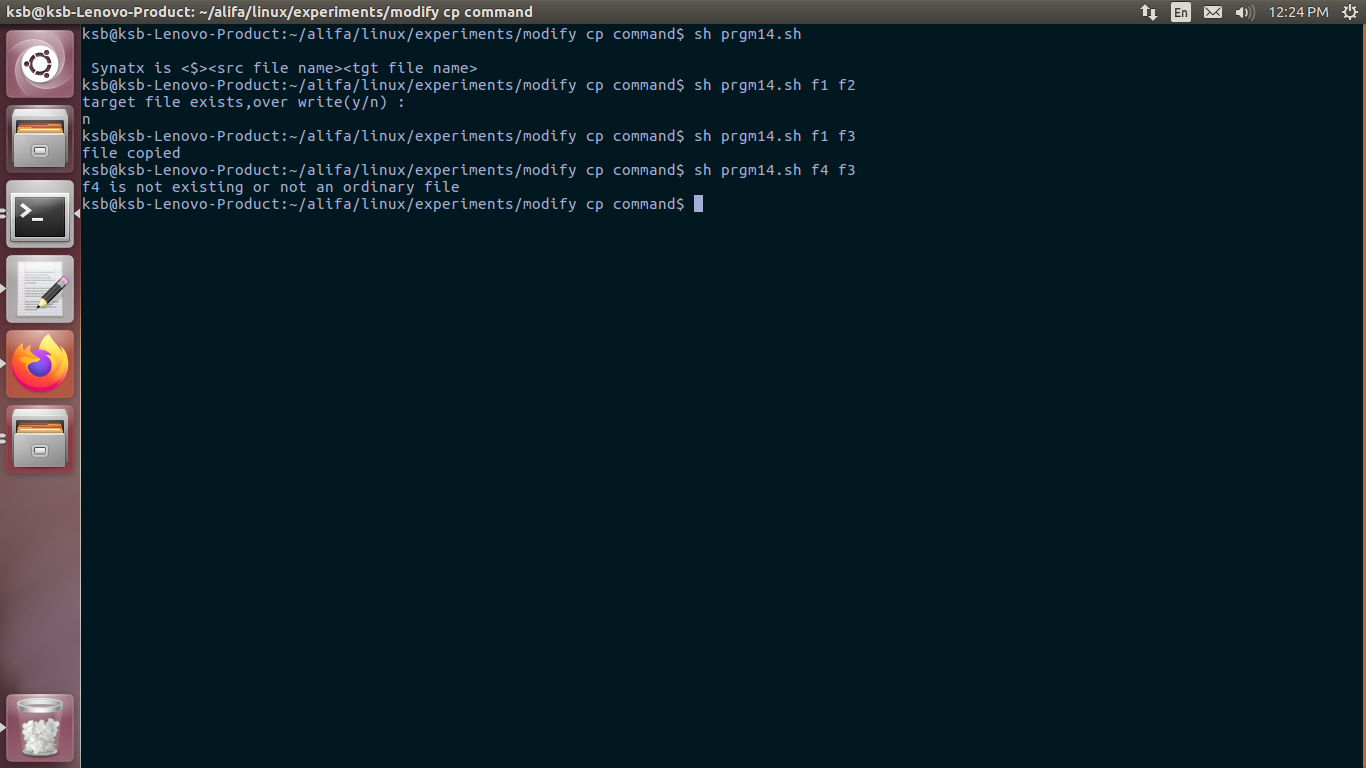 ksb@ksb-Lenovo-Product: ~/alifa/linux/experiments/modify cp command
En
12:24 PM
ksb@ksb-Lenovo-Product:~/alifa/linux/experiments/modify cp command$ sh prgm14.sh
Synatx is <$><src file name><tgt file name>
ksb@ksb-Lenovo-Product:~/alifa/linux/experiments/modify cp command$ sh prgm14.sh f1 f2
target file exists,over write(y/n) :
n
ksb@ksb-Lenovo-Product:~/alifa/linux/experiments/modify cp command$ sh prgm14.sh f1 f3
file copied
ksb@ksb-Lenovo-Product:~/alifa/linux/experiments/modify cp command$ sh prgm14.sh f4 f3
f4 is not existing or not an ordinary file
ksb@ksb-Lenovo-Product:~/alifa/linux/experiments/modify cp command$